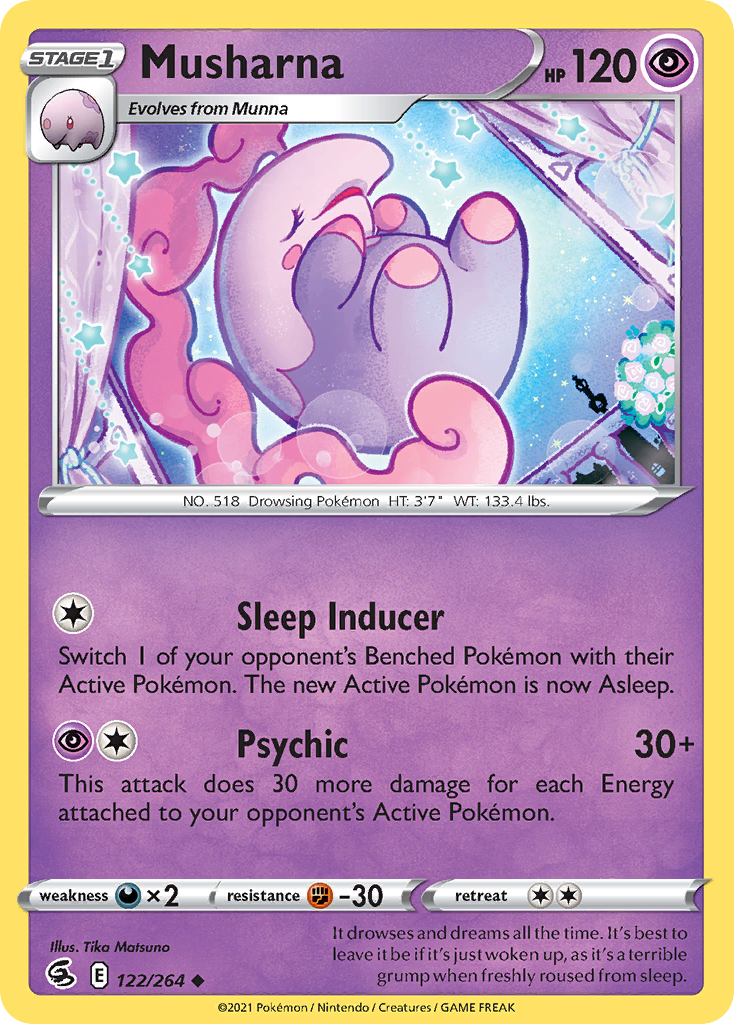 STAGE 1
Musharna
HP 120
Evolves from Munna
NO. 518 Drowsing Pokémon HT: 3'7" WT: 133.4 lbs.
Sleep Inducer
Switch 1 of your opponent's Benched Pokémon with their
Active Pokémon. The new Active Pokémon is now Asleep.
Psychic 30+
This attack does 30 more damage for each Energy
attached to your opponent's Active Pokémon.
weakness ×2 resistance -30 retreat
Illus. Tika Matsuno
It drowses and dreams all the time. It's best to
leave it be if it's just woken up, as it's a terrible
grump when freshly roused from sleep.
E 122/264
©2021 Pokémon / Nintendo / Creatures / GAME FREAK